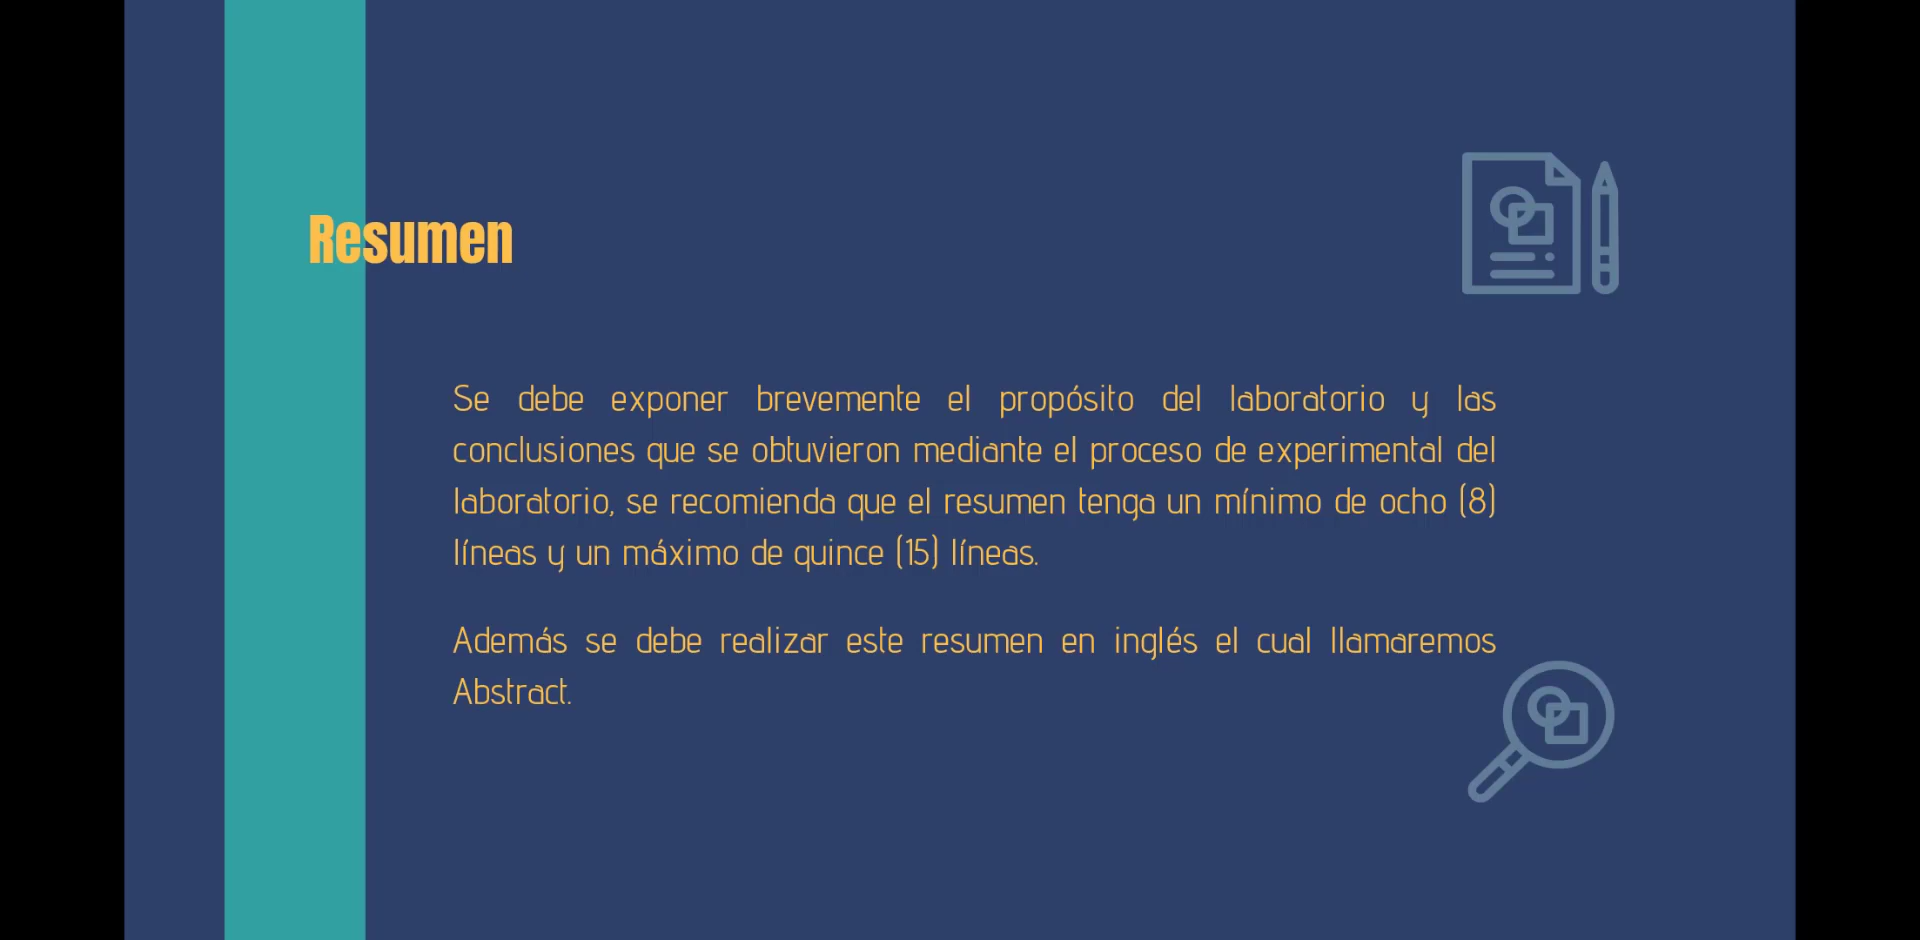 Resumen
Se debe exponer brevemente el propósito del laboratorio y las
conclusiones que se obtuvieron mediante el proceso de experimental del
laboratorio, se recomienda que el resumen tenga un mínimo de ocho (8)
líneas y un máximo de quince (15) líneas.
Además se debe realizar este resumen en inglés el cual llamaremos
Abstract.